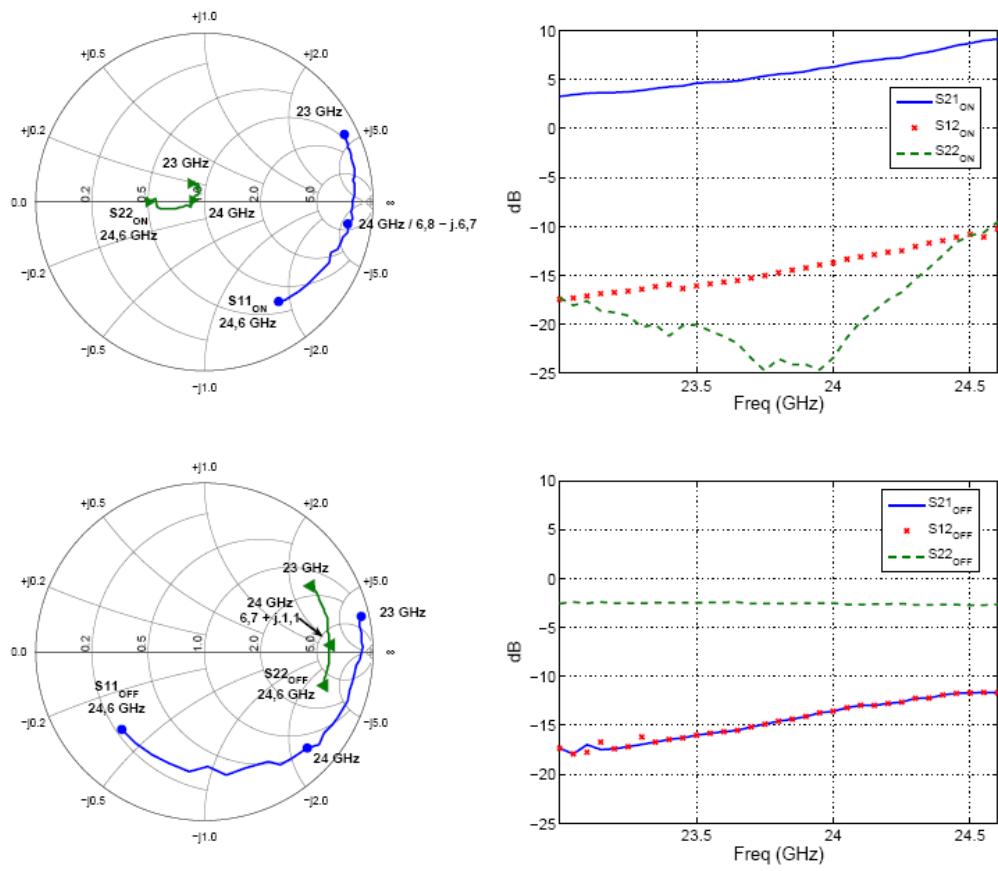 +j1.0
+j0.5
+j2.0
+j0.2
+j5.0
23 GHz
23 GHz
0.0
0.2
0.5
1.0
2.0
5.0
∞
S22ON
24,6 GHz
24 GHz
24 GHz / 6,8 − j.6,7
−j0.2
−j5.0
S11ON
24,6 GHz
−j0.5
−j2.0
−j1.0
10
5
0
−5
−10
−15
−20
−25
dB
S21ON
S12ON
S22ON
23.5
24
24.5
Freq (GHz)
+j1.0
+j0.5
+j2.0
+j0.2
+j5.0
23 GHz
24 GHz
6,7 + j.1,1
23 GHz
0.0
0.2
0.5
1.0
2.0
5.0
∞
S11OFF
24,6 GHz
S22OFF
24,6 GHz
−j0.2
−j5.0
24 GHz
−j0.5
−j2.0
−j1.0
10
5
0
−5
−10
−15
−20
−25
dB
S21OFF
S12OFF
S22OFF
23.5
24
24.5
Freq (GHz)